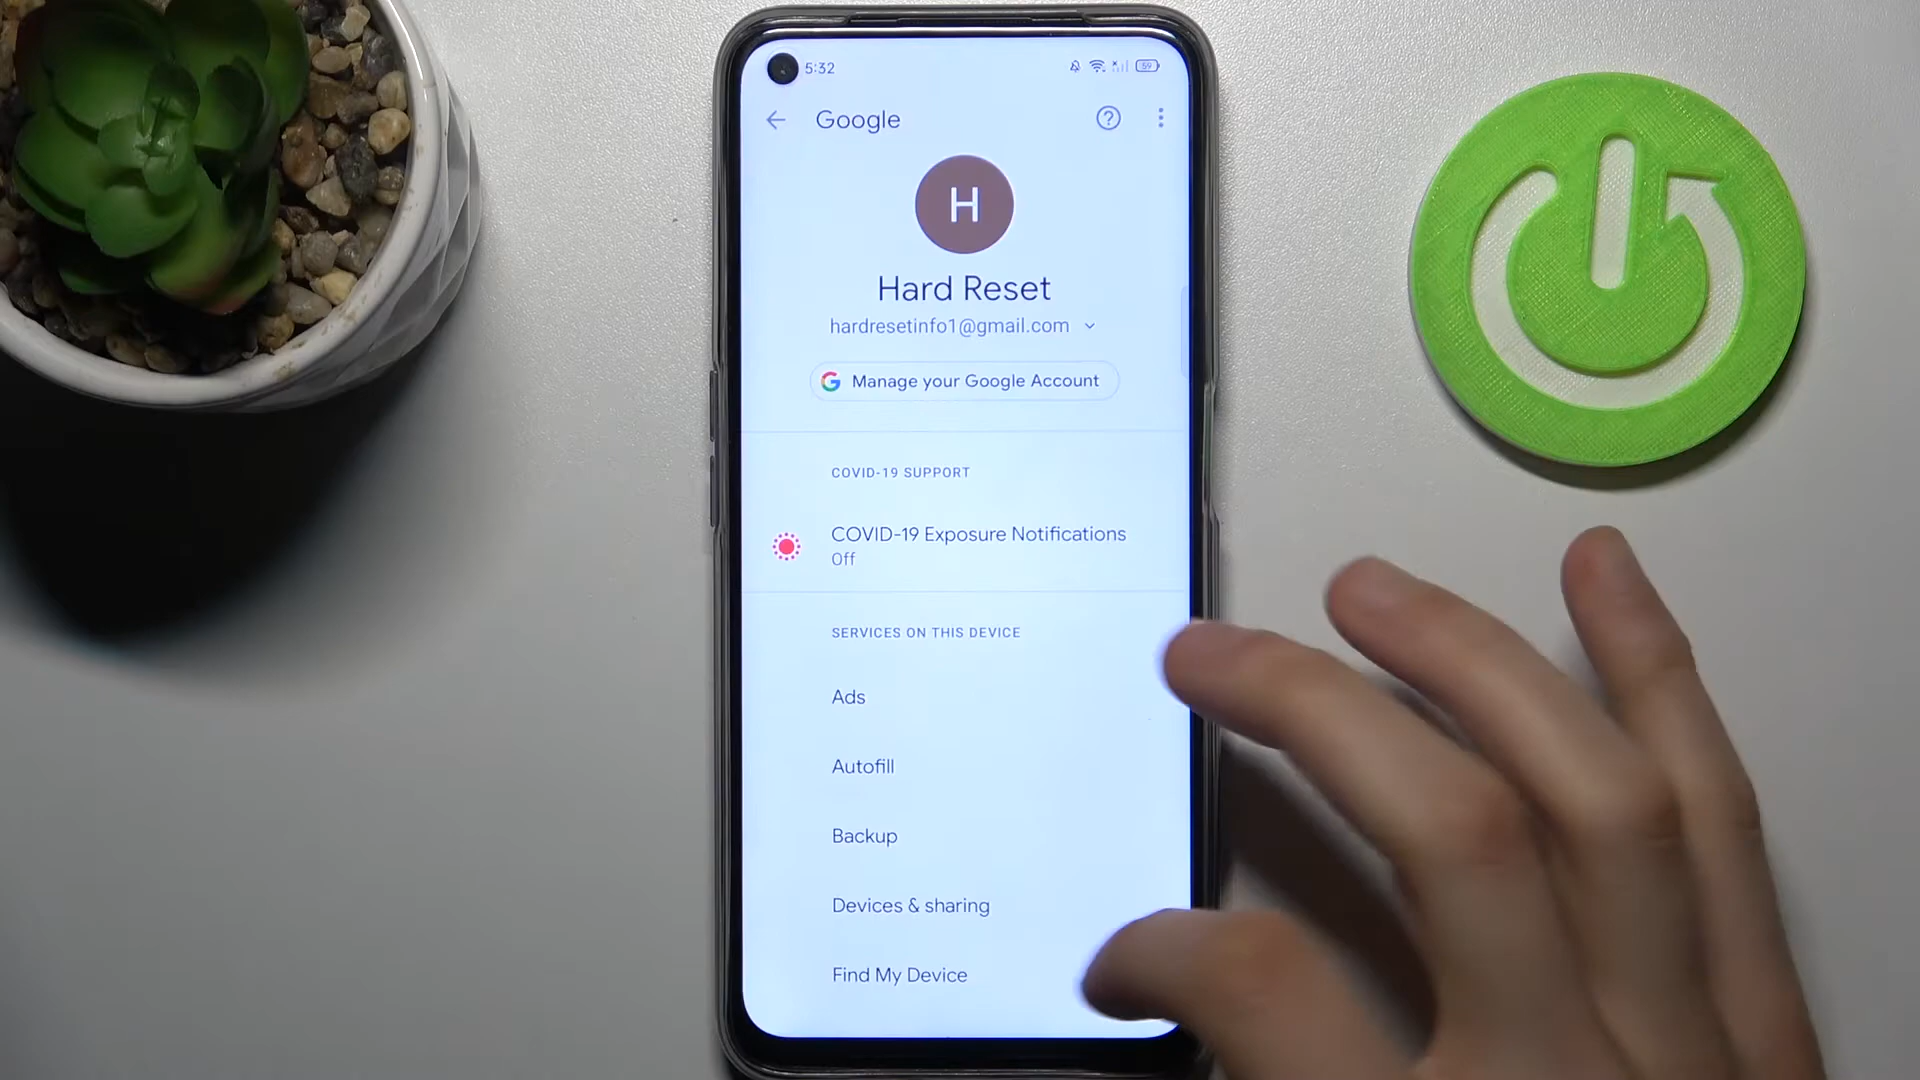 5:32
59
Google
H
Hard Reset
hardresetinfo1@gmail.com
Manage your Google Account
COVID-19 SUPPORT
COVID-19 Exposure Notifications
Off
SERVICES ON THIS DEVICE
Ads
Autofill
Backup
Devices & sharing
Find My Device